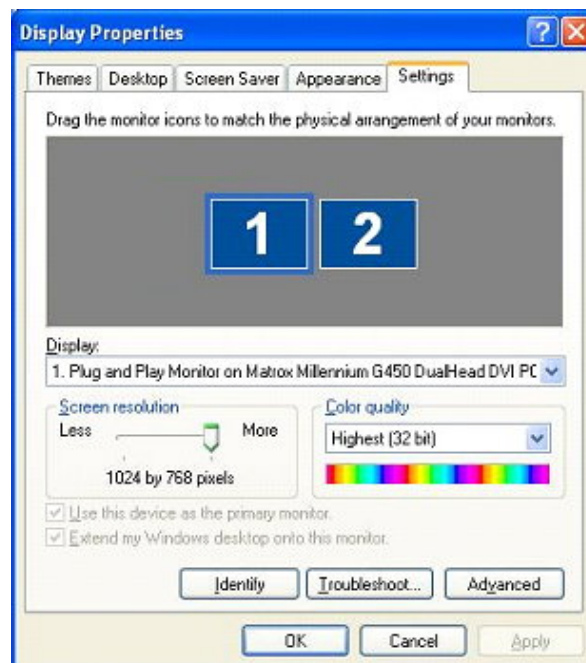 Display Properties
Themes Desktop Screen Saver Appearance Settings
Drag the monitor icons to match the physical arrangement of your monitors.
1 2
Display:
1. Plug and Play Monitor on Matrox Millennium G450 DualHead DVI PC
Screen resolution
Less More
1024 by 768 pixels
Color quality
Highest (32 bit)
Use this device as the primary monitor.
Extend my Windows desktop onto this monitor.
Identify Troubleshoot... Advanced
OK Cancel Apply